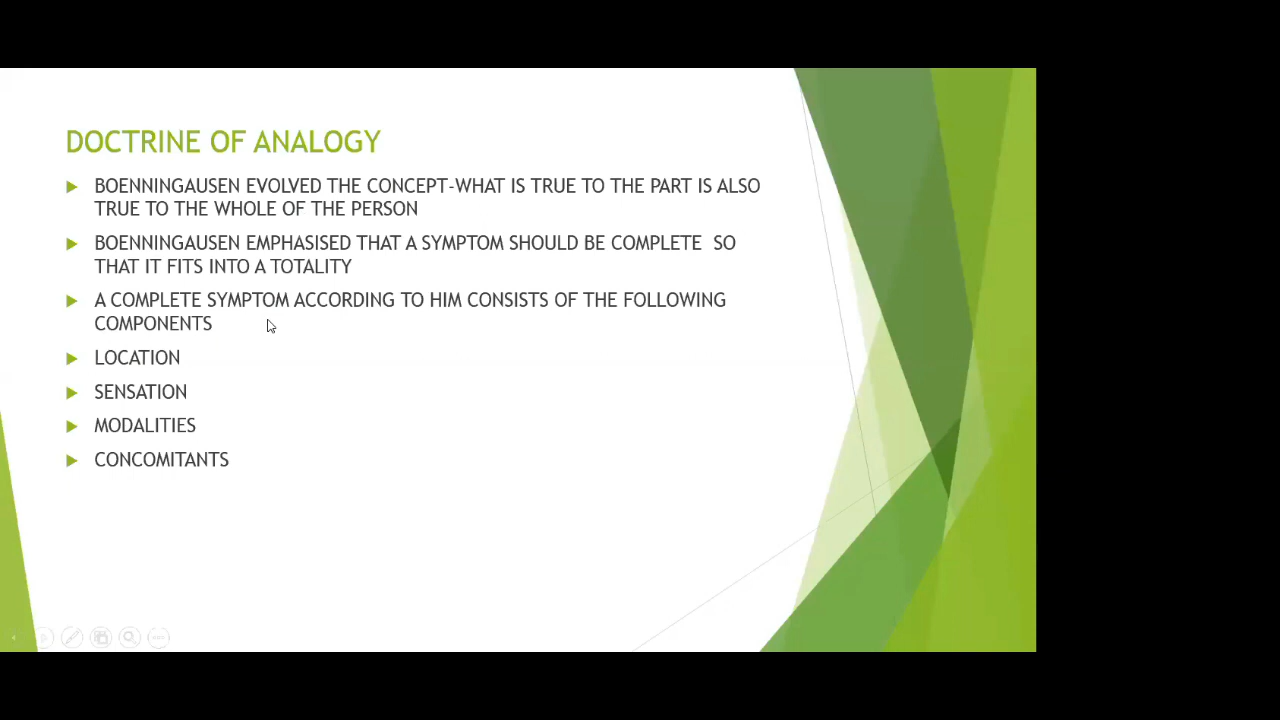 DOCTRINE OF ANALOGY
BOENNINGAUSEN EVOLVED THE CONCEPT-WHAT IS TRUE TO THE PART IS ALSO
TRUE TO THE WHOLE OF THE PERSON
BOENNINGAUSEN EMPHASISED THAT A SYMPTOM SHOULD BE COMPLETE  SO
THAT IT FITS INTO A TOTALITY
A COMPLETE SYMPTOM ACCORDING TO HIM CONSISTS OF THE FOLLOWING
COMPONENTS
LOCATION
SENSATION
MODALITIES
CONCOMITANTS